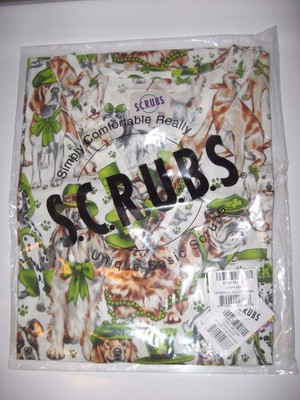 SCRUBS
Simply Comfortable Really
S.C.R.U.B.S®
Unique Basic Scrubs
SCRUBS